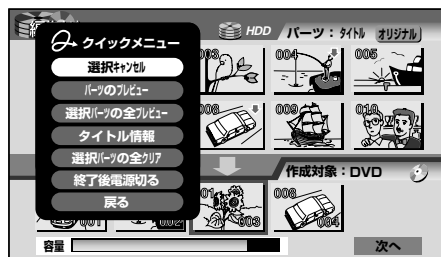 編
HDD パーツ：タイトル オリジナル
クイックメニュー
選択キャンセル
パーツのプレビュー
選択パーツの全プレビュー
タイトル情報
選択パーツの全クリア
終了後電源切る
戻る
003 004 005
008 009 010
作成対象：DVD
001 002 01 003 008 004
容量
次へ